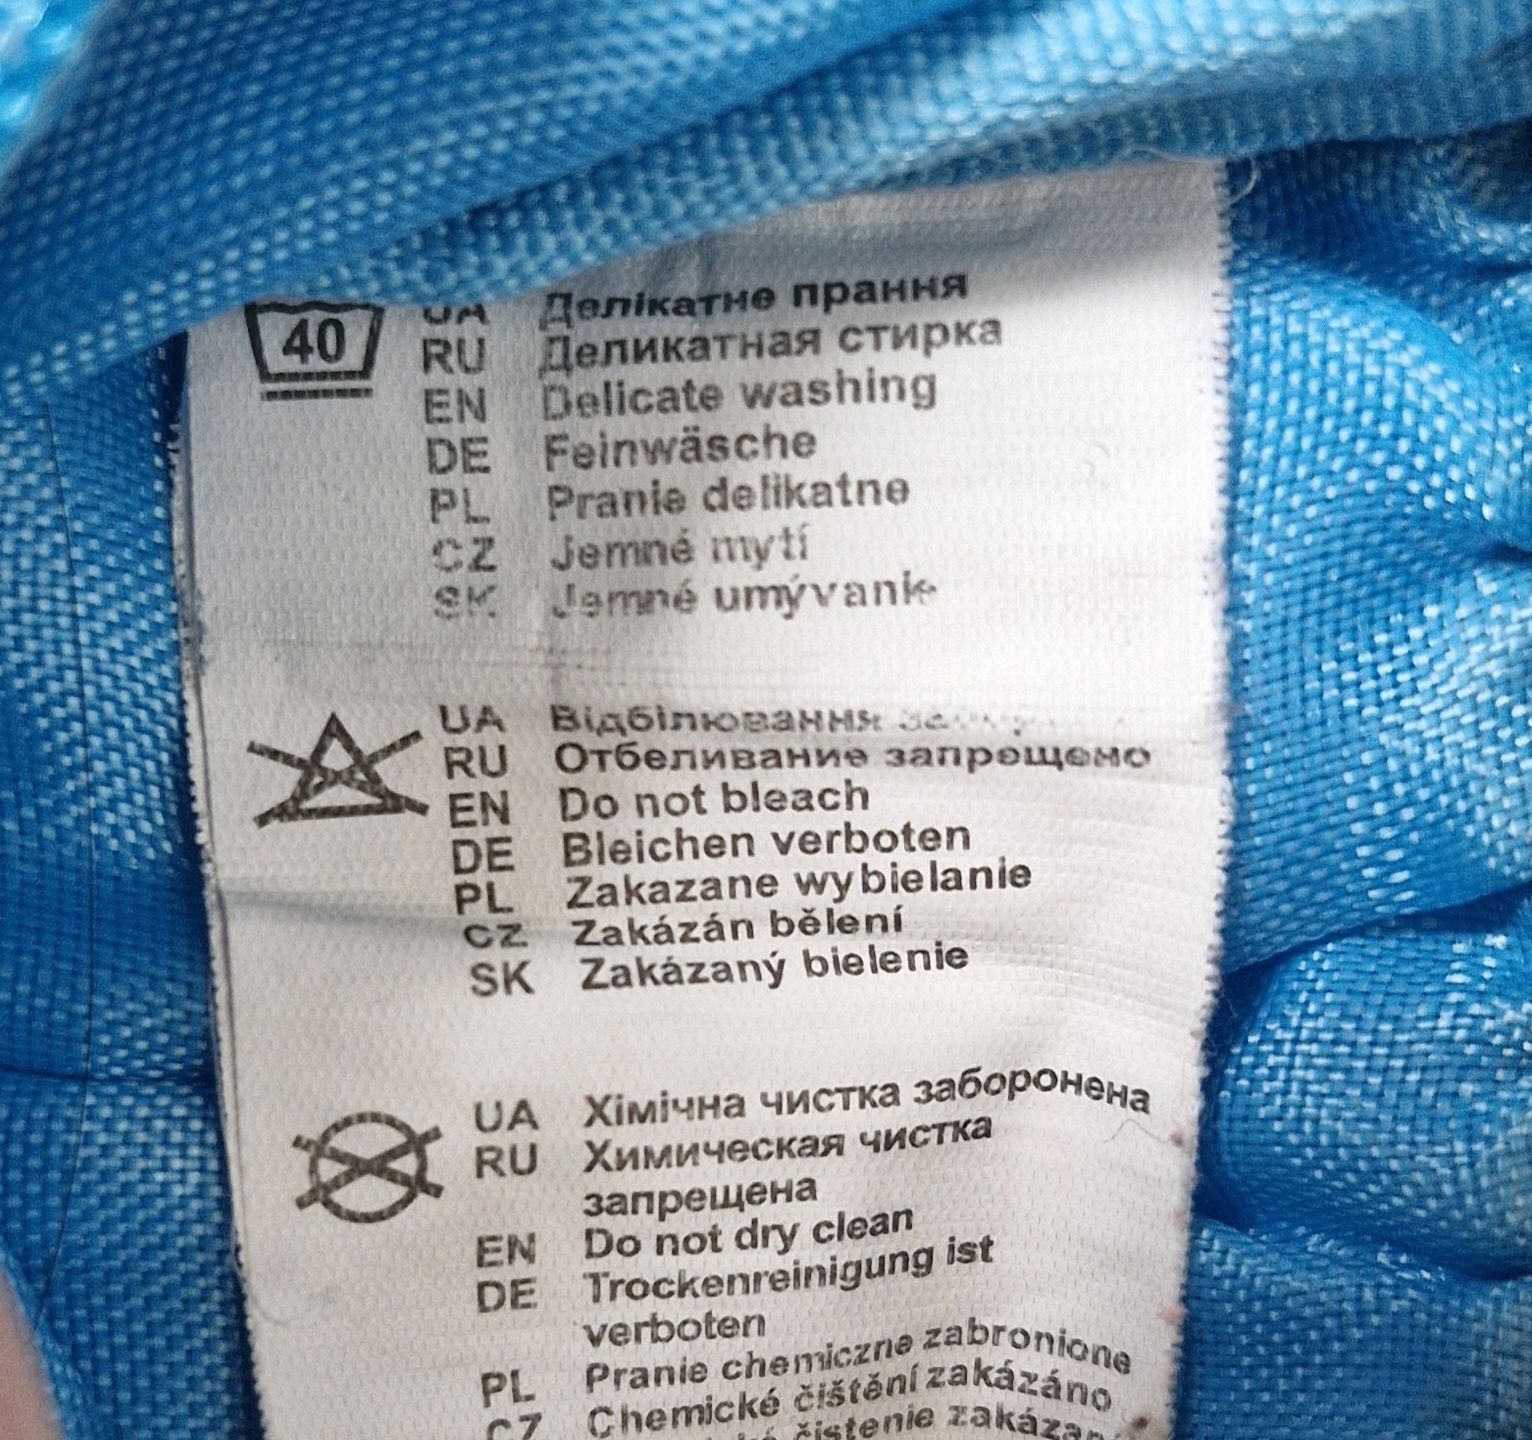 40 UA Делікатне прання
RU Деликатная стирка
EN Delicate washing
DE Feinwäsche
PL Pranie delikatne
CZ Jemné mytí
SK Jemné umývanie
UA Відбілювання
RU Отбеливание запрещено
EN Do not bleach
DE Bleichen verboten
PL Zakazane wybielanie
CZ Zakázán bělení
SK Zakázaný bielenie
UA Хімічна чистка заборонена
RU Химическая чистка
запрещена
EN Do not dry clean
DE Trockenreinigung ist
verboten
PL Pranie chemiczne zabronione
CZ Chemické čištění zakázáno
čistenie